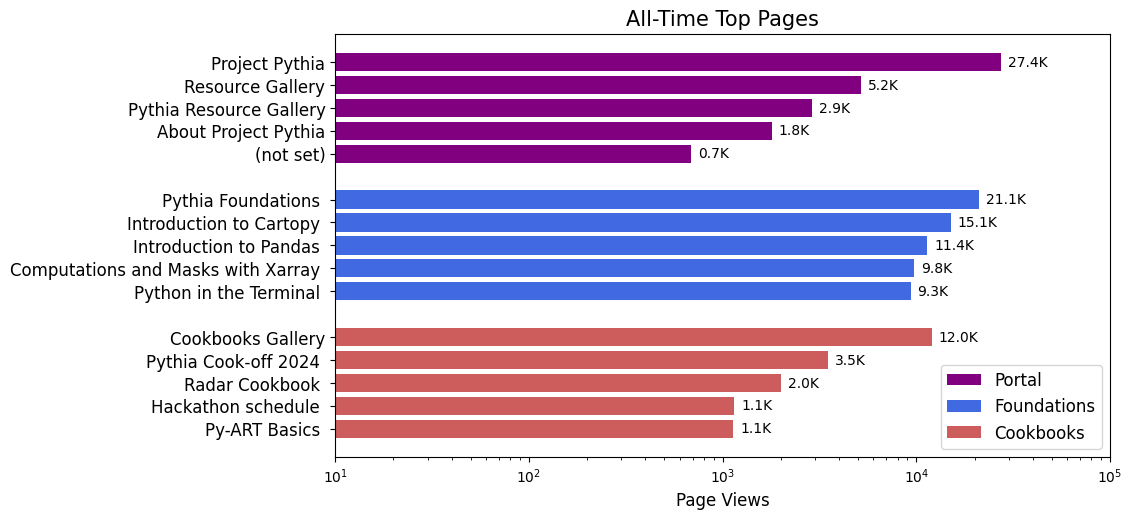 All-Time Top Pages
Project Pythia 27.4K
Resource Gallery 5.2K
Pythia Resource Gallery 2.9K
About Project Pythia 1.8K
(not set) 0.7K
Pythia Foundations 21.1K
Introduction to Cartopy 15.1K
Introduction to Pandas 11.4K
Computations and Masks with Xarray 9.8K
Python in the Terminal 9.3K
Cookbooks Gallery 12.0K
Pythia Cook-off 2024 3.5K
Radar Cookbook 2.0K
Hackathon schedule 1.1K
Py-ART Basics 1.1K
Portal
Foundations
Cookbooks
10¹ 10² 10³ 10⁴ 10⁵
Page Views